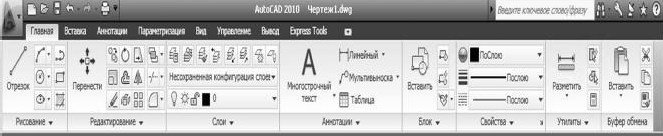 AutoCAD 2010 Чертеж1.dwg
Введите ключевое слово/фразу
Главная Вставка Аннотации Параметризация Вид Управление Вывод Express Tools
Линейный
ПоСлою
Несохраненная конфигурация слоев
Мультивыноска
Послою
Отрезок Перенести
Многострочный
текст
Вставить
Разметить
Вставить
0
Таблица
Послою
Рисование Редактирование Слои Аннотации Блок Свойства Утилиты Буфер обмена